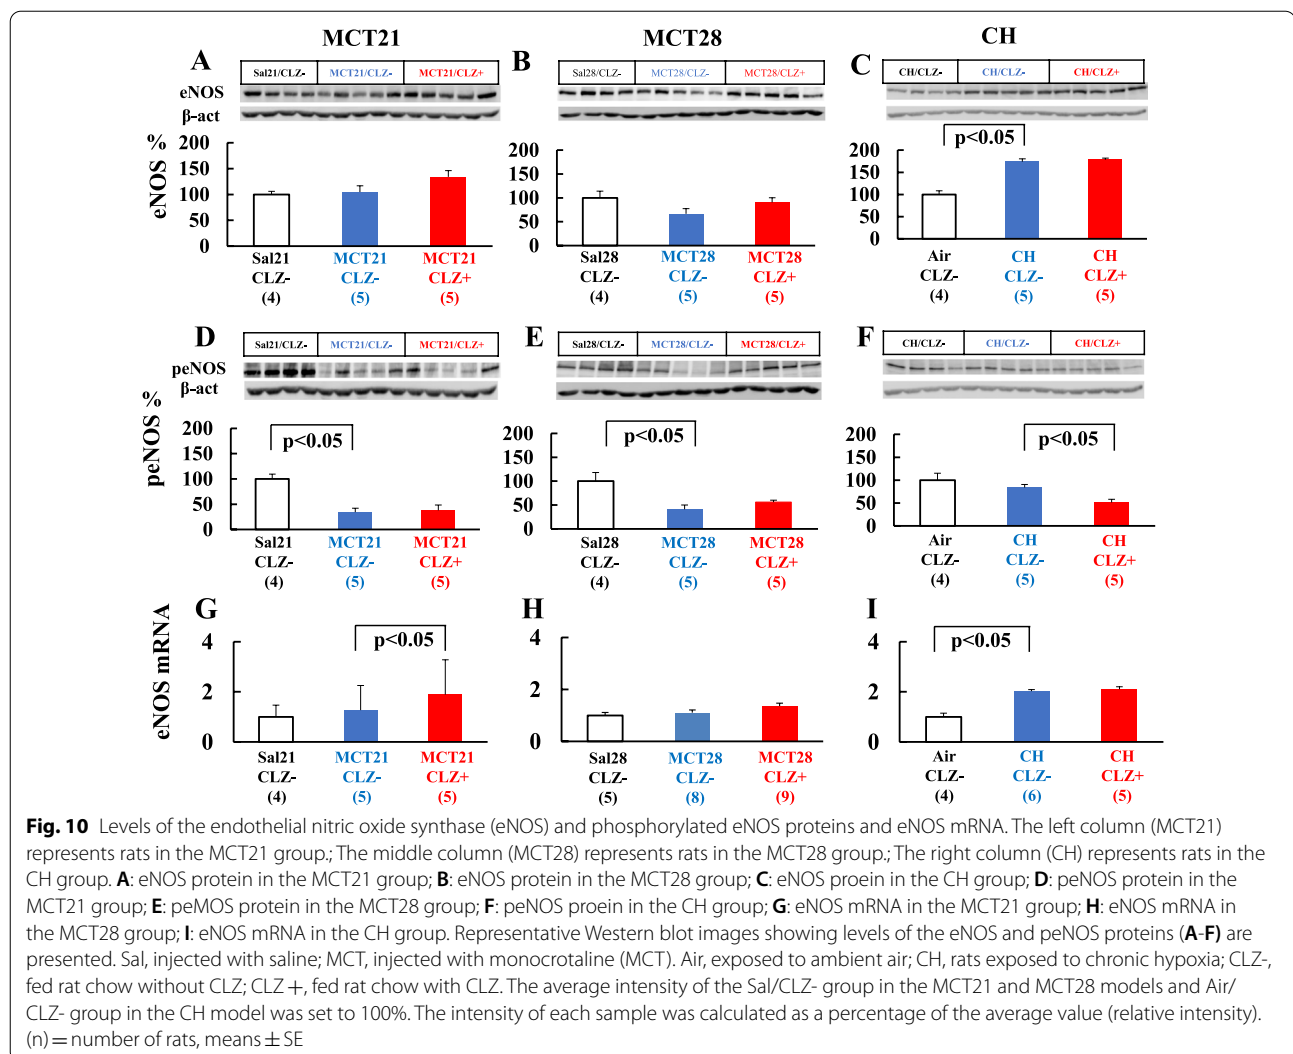 MCT21 MCT28 CH
A B C
Sal21/CLZ- MCT21/CLZ- MCT21/CLZ+ Sal28/CLZ- MCT28/CLZ- MCT28/CLZ+ CH/CLZ- CH/CLZ- CH/CLZ+
eNOS
β-act
eNOS %
200 150 100 50 0
200 150 100 50 0
p<0.05
200 150 100 50 0
Sal21 MCT21 MCT21 Sal28 MCT28 MCT28 Air CH CH
CLZ- CLZ- CLZ+ CLZ- CLZ- CLZ+ CLZ- CLZ- CLZ+
(4) (5) (5) (4) (5) (5) (4) (5) (5)
D E F
Sal21/CLZ- MCT21/CLZ- MCT21/CLZ+ Sal28/CLZ- MCT28/CLZ- MCT28/CLZ+ CH/CLZ- CH/CLZ- CH/CLZ+
peNOS
β-act
peNOS %
200 150 100 50 0
p<0.05
200 150 100 50 0
p<0.05
200 150 100 50 0
p<0.05
Sal21 MCT21 MCT21 Sal28 MCT28 MCT28 Air CH CH
CLZ- CLZ- CLZ+ CLZ- CLZ- CLZ+ CLZ- CLZ- CLZ+
(4) (5) (5) (4) (5) (5) (4) (5) (5)
G H I
eNOS mRNA
4 2 0
p<0.05
4 2 0
4 2 0
p<0.05
Sal21 MCT21 MCT21 Sal28 MCT28 MCT28 Air CH CH
CLZ- CLZ- CLZ+ CLZ- CLZ- CLZ+ CLZ- CLZ- CLZ+
(4) (5) (5) (5) (8) (9) (4) (6) (5)
Fig. 10 Levels of the endothelial nitric oxide synthase (eNOS) and phosphorylated eNOS proteins and eNOS mRNA. The left column (MCT21)
represents rats in the MCT21 group.; The middle column (MCT28) represents rats in the MCT28 group.; The right column (CH) represents rats in the
CH group. A: eNOS protein in the MCT21 group; B: eNOS protein in the MCT28 group; C: eNOS proein in the CH group; D: peNOS protein in the
MCT21 group; E: peMOS protein in the MCT28 group; F: peNOS proein in the CH group; G: eNOS mRNA in the MCT21 group; H: eNOS mRNA in
the MCT28 group; I: eNOS mRNA in the CH group. Representative Western blot images showing levels of the eNOS and peNOS proteins (A-F) are
presented. Sal, injected with saline; MCT, injected with monocrotaline (MCT). Air, exposed to ambient air; CH, rats exposed to chronic hypoxia; CLZ-,
fed rat chow without CLZ; CLZ +, fed rat chow with CLZ. The average intensity of the Sal/CLZ- group in the MCT21 and MCT28 models and Air/
CLZ- group in the CH model was set to 100%. The intensity of each sample was calculated as a percentage of the average value (relative intensity).
(n) = number of rats, means ± SE